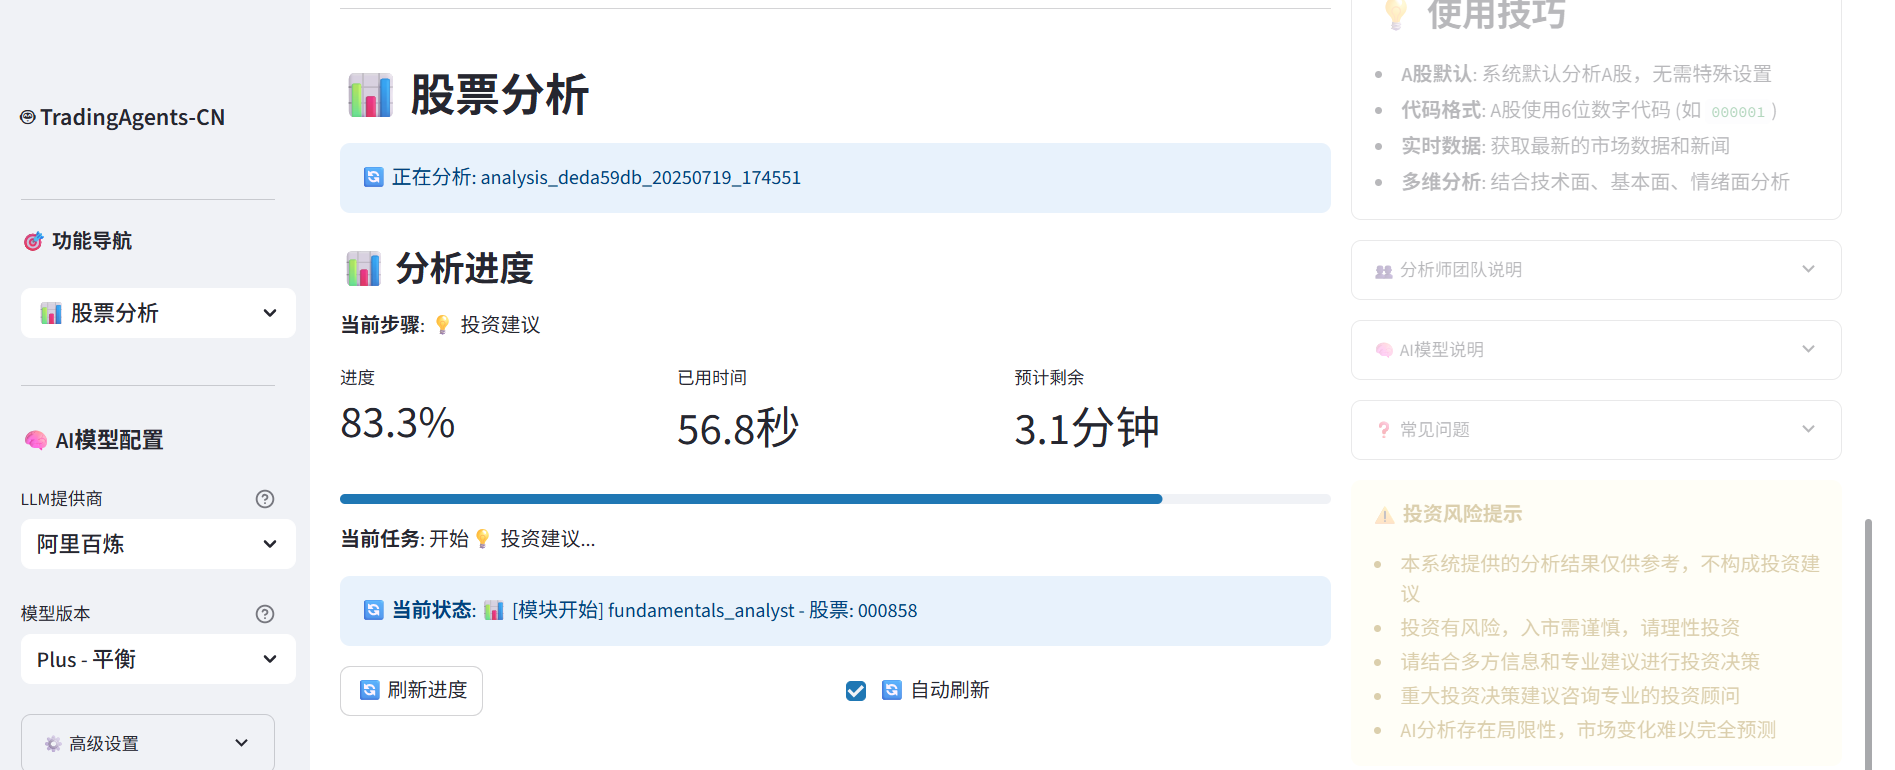 TradingAgents-CN
功能导航
股票分析
AI模型配置
LLM提供商
阿里百炼
模型版本
Plus - 平衡
高级设置
股票分析
正在分析: analysis_deda59db_20250719_174551
分析进度
当前步骤: 💡 投资建议
进度
83.3%
已用时间
56.8秒
预计剩余
3.1分钟
当前任务: 开始 💡 投资建议...
当前状态: [模块开始] fundamentals_analyst - 股票: 000858
刷新进度
自动刷新
使用技巧
A股默认: 系统默认分析A股，无需特殊设置
代码格式: A股使用6位数字代码 (如 000001 )
实时数据: 获取最新的市场数据和新闻
多维分析: 结合技术面、基本面、情绪面分析
分析师团队说明
AI模型说明
常见问题
投资风险提示
本系统提供的分析结果仅供参考，不构成投资建
议
投资有风险，入市需谨慎，请理性投资
请结合多方信息和专业建议进行投资决策
重大投资决策建议咨询专业的投资顾问
AI分析存在局限性，市场变化难以完全预测